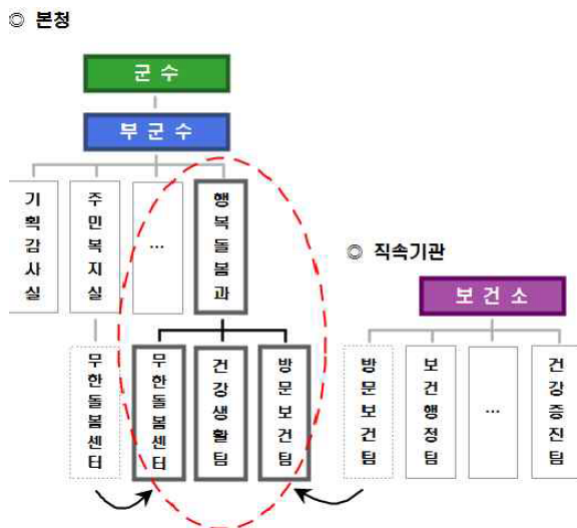 ◎ 본청
군 수
부 군 수
기획감사실
주민복지실
...
행복돌봄과
◎ 직속기관
보 건 소
무한돌봄센터
무한돌봄센터
건강생활팀
방문보건팀
방문보건팀
보건행정팀
...
건강증진팀